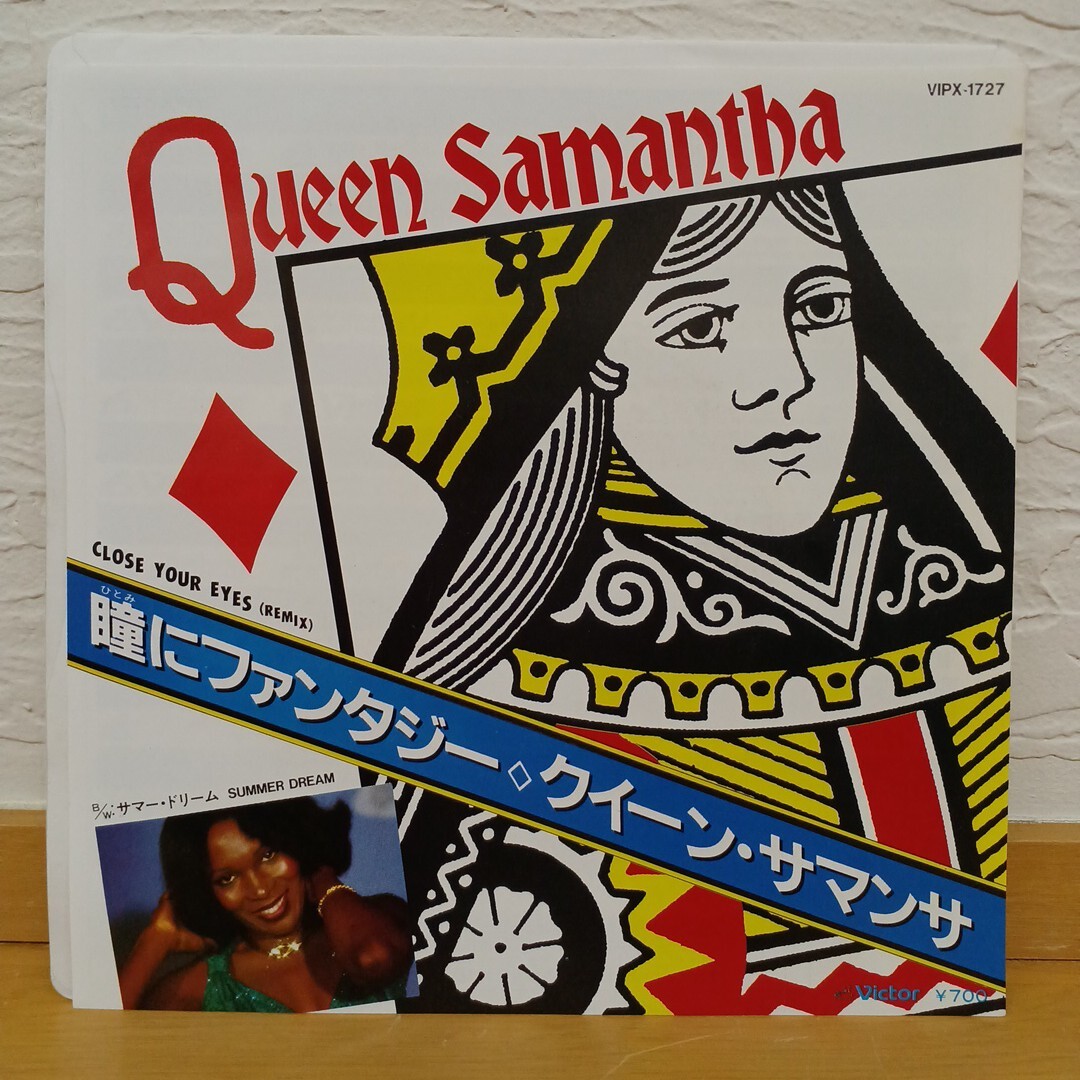 VIPX-1727
Queen Samantha
CLOSE YOUR EYES (REMIX)
ひとみ
瞳にファンタジー◇クイーン・サマンサ
B/W:サマー・ドリーム SUMMER DREAM
Victor ¥700